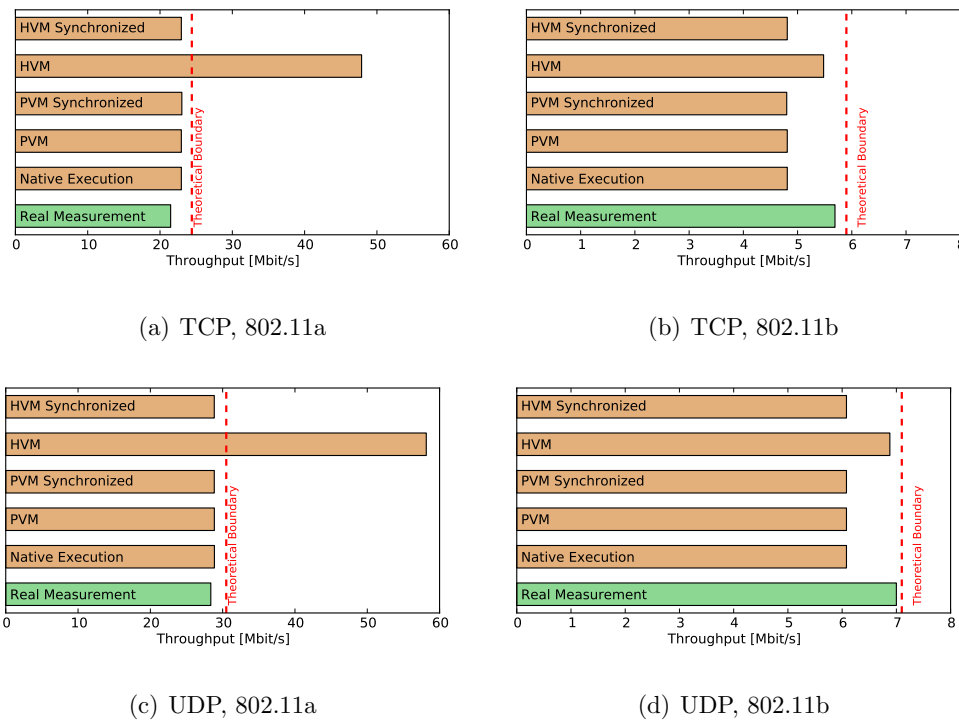 HVM Synchronized
HVM
PVM Synchronized
PVM
Native Execution
Real Measurement
Theoretical Boundary
0 10 20 30 40 50 60
Throughput [Mbit/s]
(a) TCP, 802.11a
HVM Synchronized
HVM
PVM Synchronized
PVM
Native Execution
Real Measurement
Theoretical Boundary
0 1 2 3 4 5 6 7 8
Throughput [Mbit/s]
(b) TCP, 802.11b
HVM Synchronized
HVM
PVM Synchronized
PVM
Native Execution
Real Measurement
Theoretical Boundary
0 10 20 30 40 50 60
Throughput [Mbit/s]
(c) UDP, 802.11a
HVM Synchronized
HVM
PVM Synchronized
PVM
Native Execution
Real Measurement
Theoretical Boundary
0 1 2 3 4 5 6 7 8
Throughput [Mbit/s]
(d) UDP, 802.11b